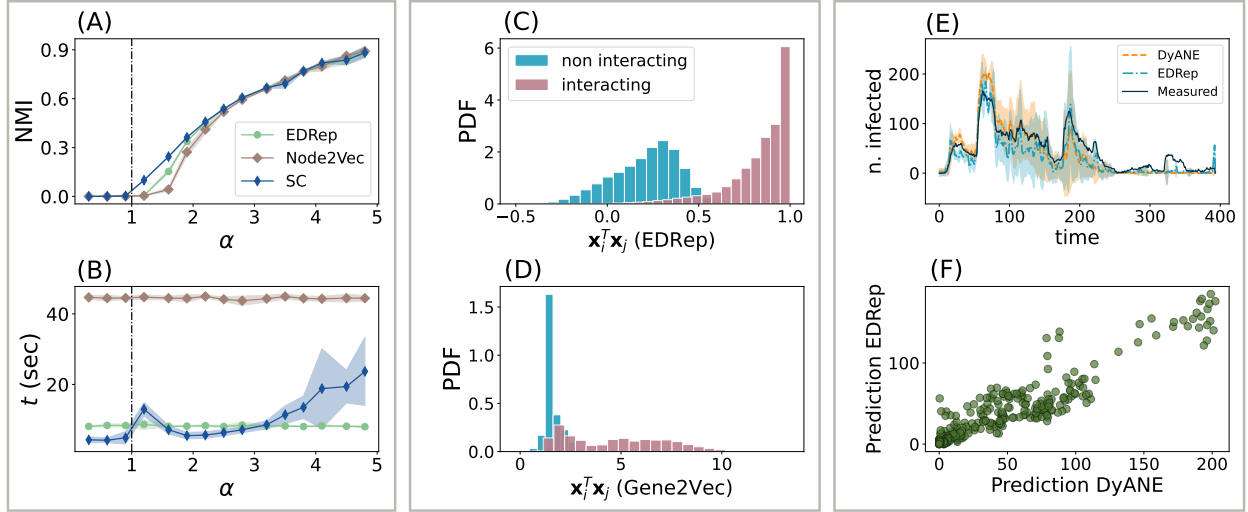 (A)
0.9
0.6
0.3
0.0
NMI
EDRep
Node2Vec
SC
1 2 3 4 5
α
(B)
40
20
t (sec)
1 2 3 4 5
α
(C)
6
4
2
0
PDF
non interacting
interacting
−0.5 0.0 0.5 1.0
x_i^T x_j (EDRep)
(D)
1.5
1.0
0.5
0.0
PDF
0 5 10
x_i^T x_j (Gene2Vec)
(E)
200
100
0
n. infected
DyANE
EDRep
Measured
0 100 200 300 400
time
(F)
100
0
Prediction EDRep
0 50 100 150 200
Prediction DyANE